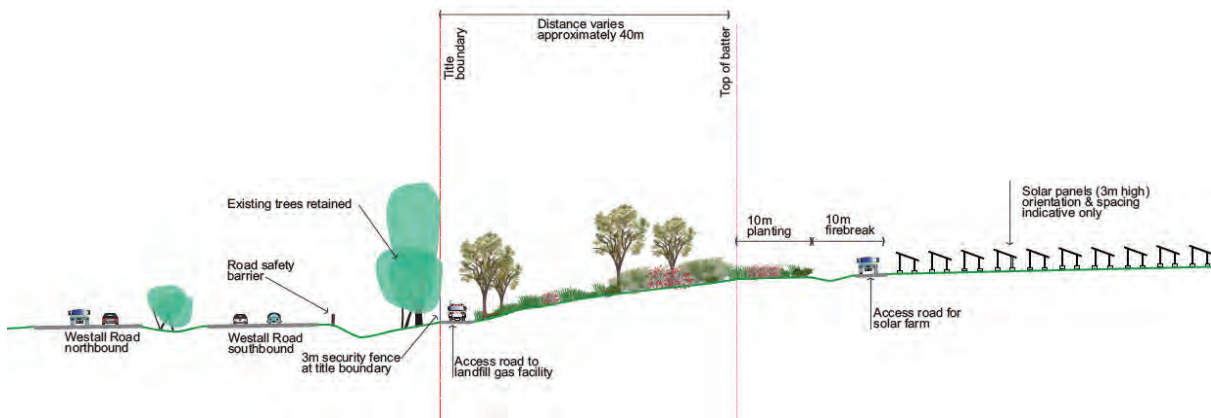 Distance varies
approximately 40m
Title
boundary
Top of batter
Existing trees retained
Road safety
barrier
10m
planting
10m
firebreak
Solar panels (3m high)
orientation & spacing
indicative only
Westall Road
northbound
Westall Road
southbound
3m security fence
at title boundary
Access road to
landfill gas facility
Access road for
solar farm